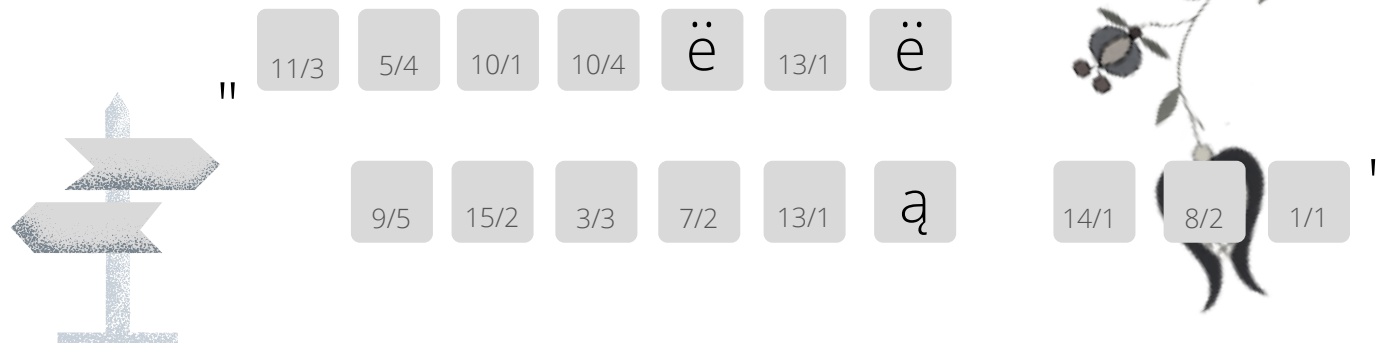 " 11/3 5/4 10/1 10/4 ë 13/1 ë
9/5 15/2 3/3 7/2 13/1 ą 14/1 8/2 1/1 "